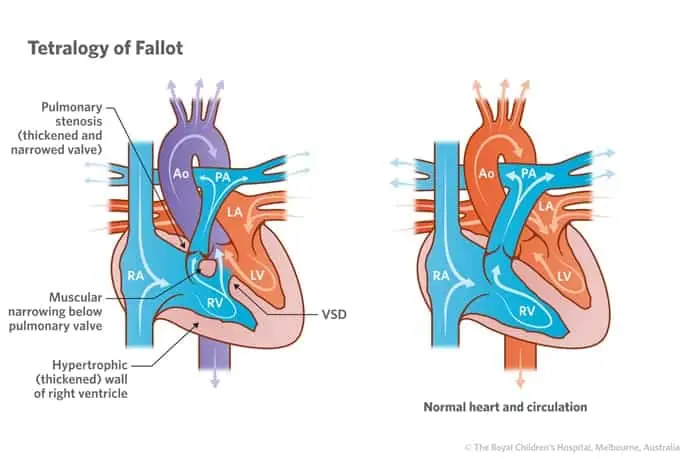 Tetralogy of Fallot
Pulmonary
stenosis
(thickened and
narrowed valve)
Ao
PA
LA
RA
LV
RV
Muscular
narrowing below
pulmonary valve
VSD
Hypertrophic
(thickened) wall
of right ventricle
Ao
PA
LA
RA
LV
RV
Normal heart and circulation
© The Royal Children's Hospital, Melbourne, Australia